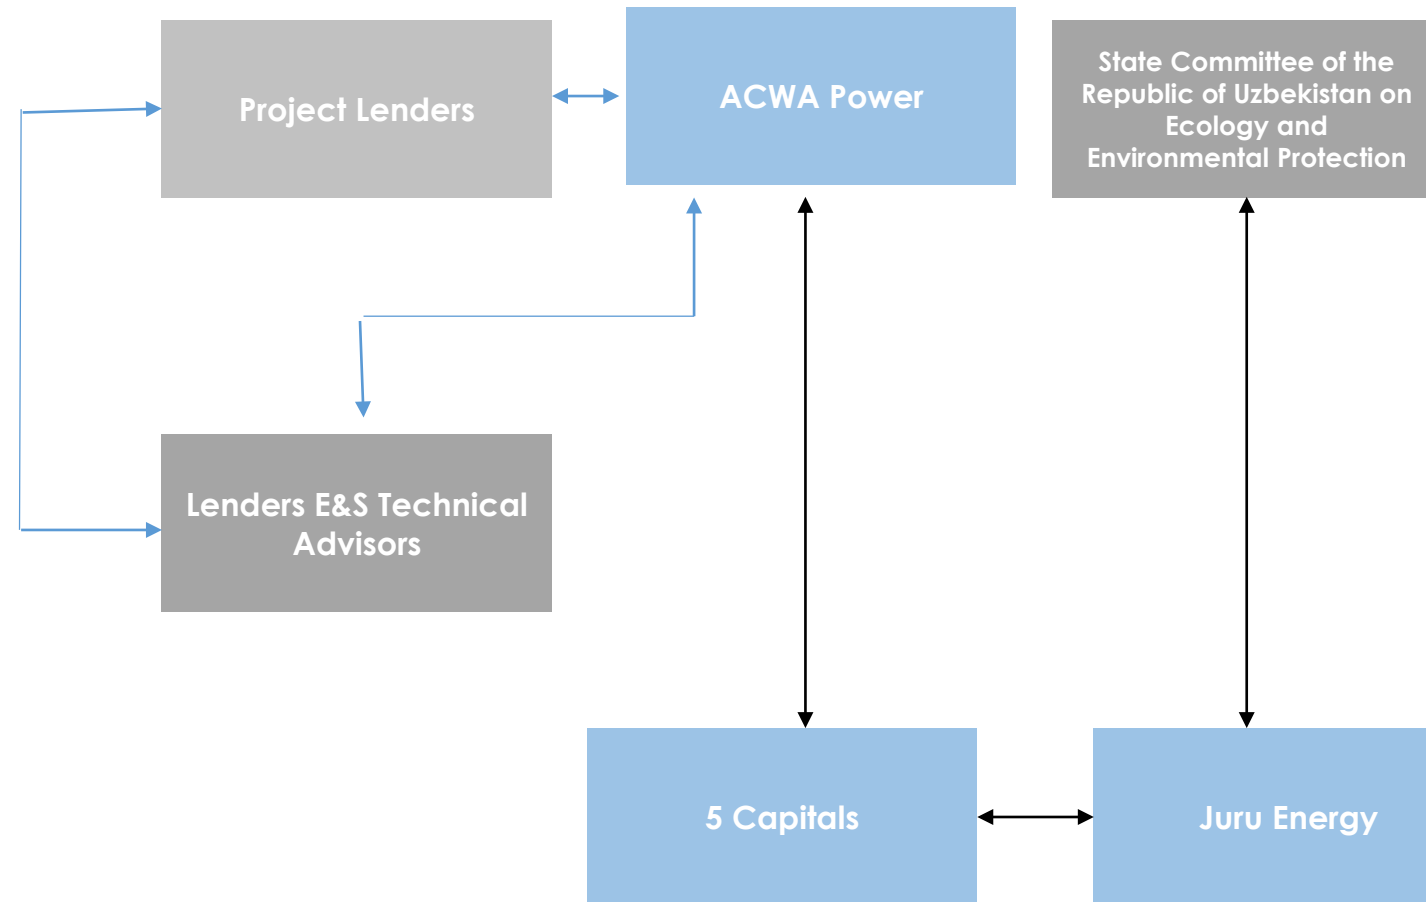 Project Lenders
ACWA Power
State Committee of the
Republic of Uzbekistan on
Ecology and
Environmental Protection
Lenders E&S Technical
Advisors
5 Capitals
Juru Energy